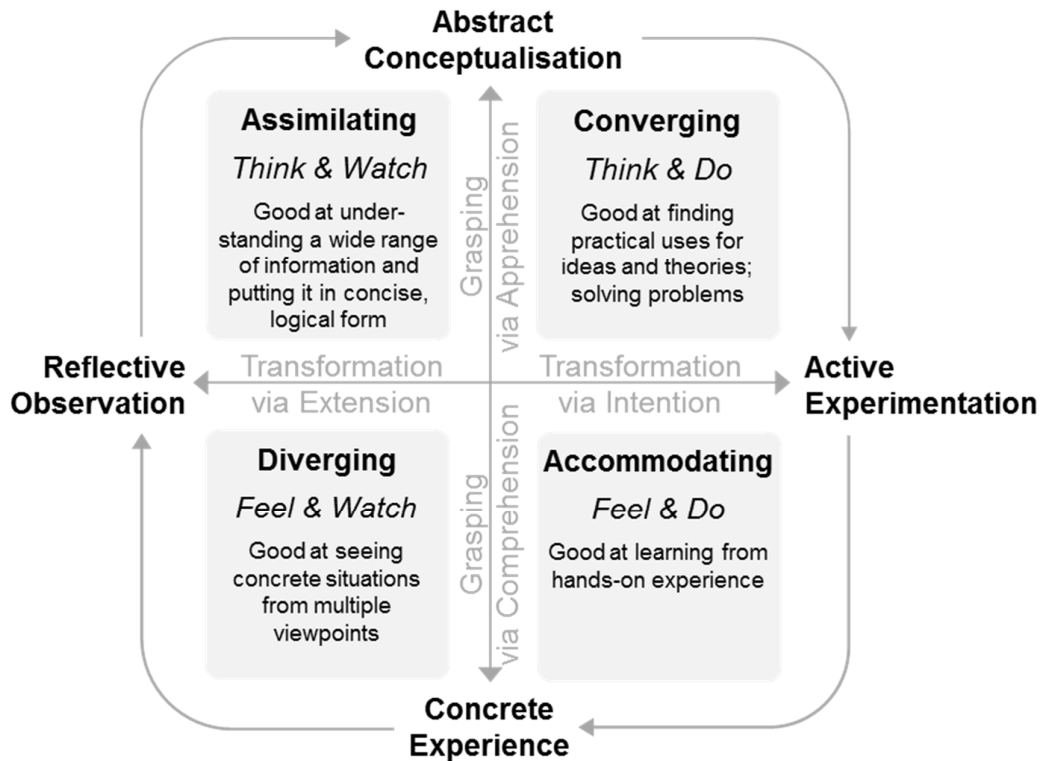 Abstract
Conceptualisation
Assimilating
Think & Watch
Good at under-
standing a wide range
of information and
putting it in concise,
logical form
Grasping
via Apprehension
Converging
Think & Do
Good at finding
practical uses for
ideas and theories;
solving problems
Reflective
Observation
Transformation
via Extension
Transformation
via Intention
Active
Experimentation
Diverging
Feel & Watch
Good at seeing
concrete situations
from multiple
viewpoints
Grasping
via Comprehension
Accommodating
Feel & Do
Good at learning from
hands-on experience
Concrete
Experience